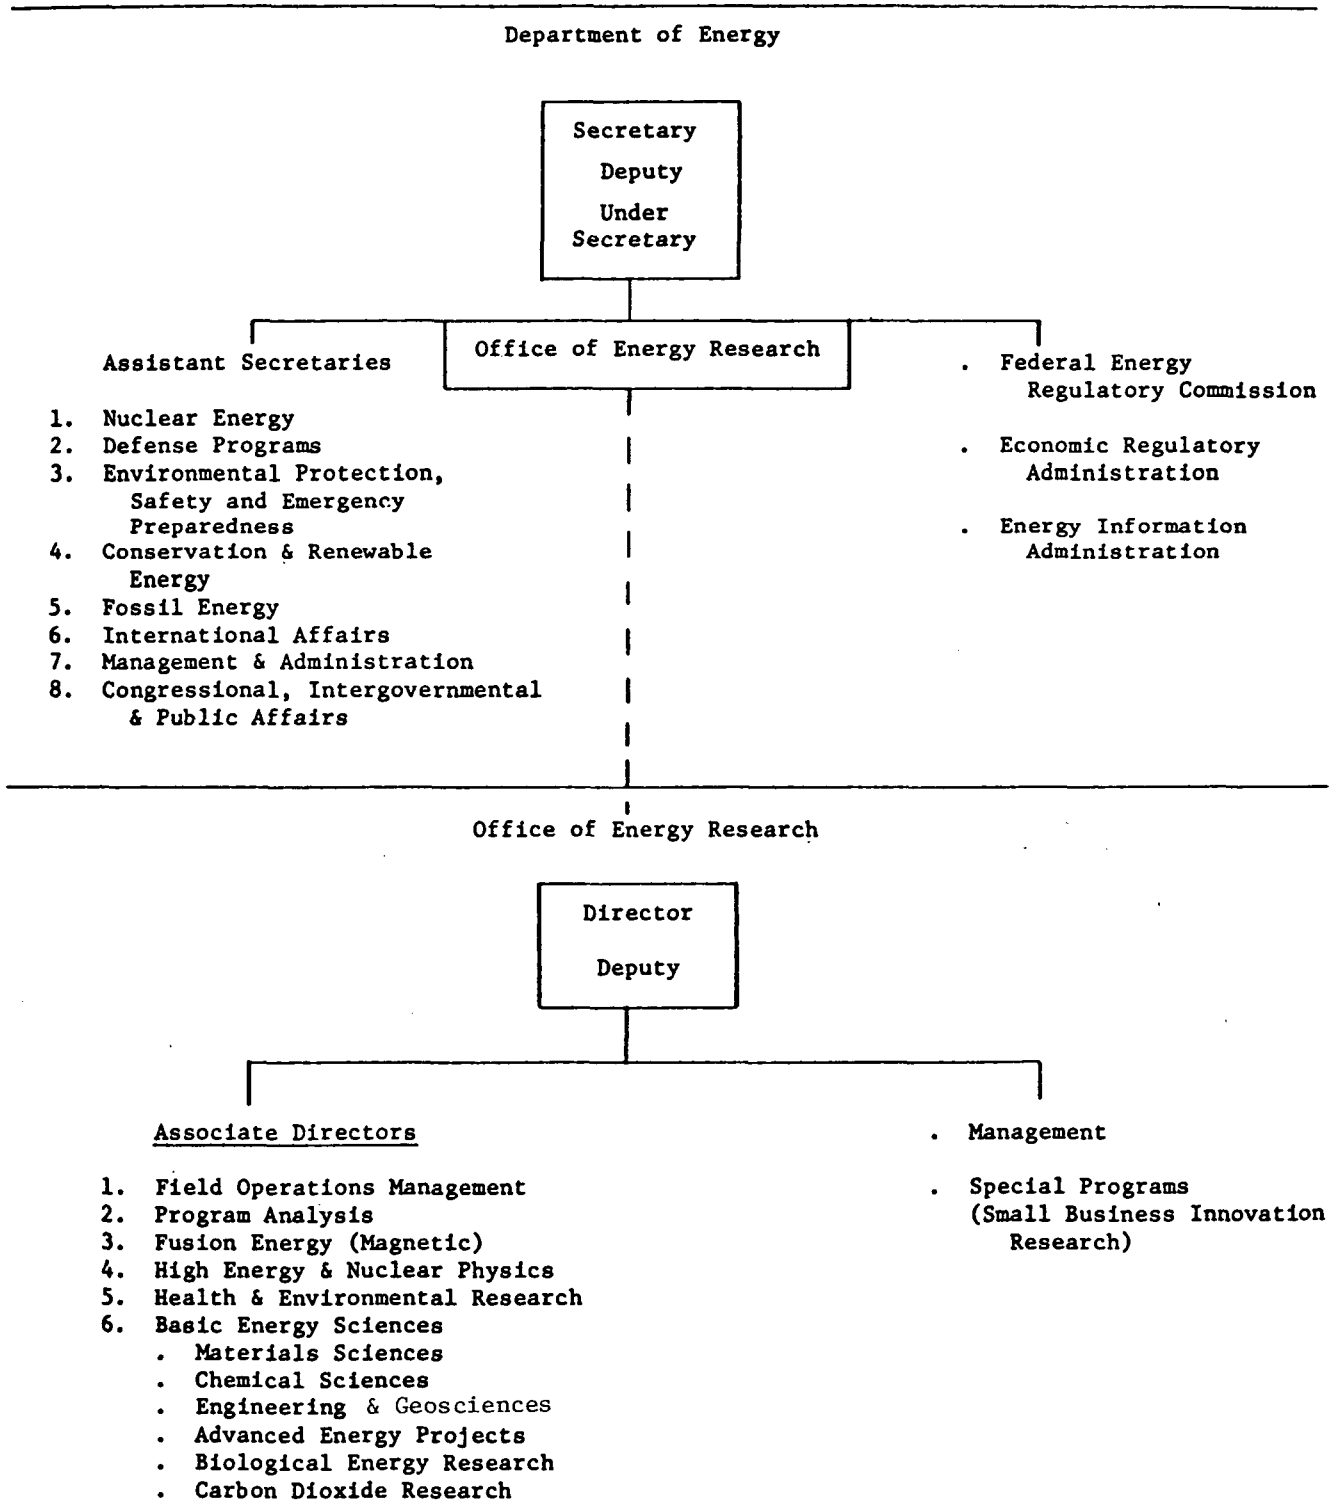 Department of Energy
Secretary
Deputy
Under
Secretary
Office of Energy Research
Assistant Secretaries
1. Nuclear Energy
2. Defense Programs
3. Environmental Protection,
Safety and Emergency
Preparedness
4. Conservation & Renewable
Energy
5. Fossil Energy
6. International Affairs
7. Management & Administration
8. Congressional, Intergovernmental
& Public Affairs
. Federal Energy
Regulatory Commission
. Economic Regulatory
Administration
. Energy Information
Administration
Office of Energy Research
Director
Deputy
Associate Directors
1. Field Operations Management
2. Program Analysis
3. Fusion Energy (Magnetic)
4. High Energy & Nuclear Physics
5. Health & Environmental Research
6. Basic Energy Sciences
. Materials Sciences
. Chemical Sciences
. Engineering & Geosciences
. Advanced Energy Projects
. Biological Energy Research
. Carbon Dioxide Research
. Management
. Special Programs
(Small Business Innovation
Research)